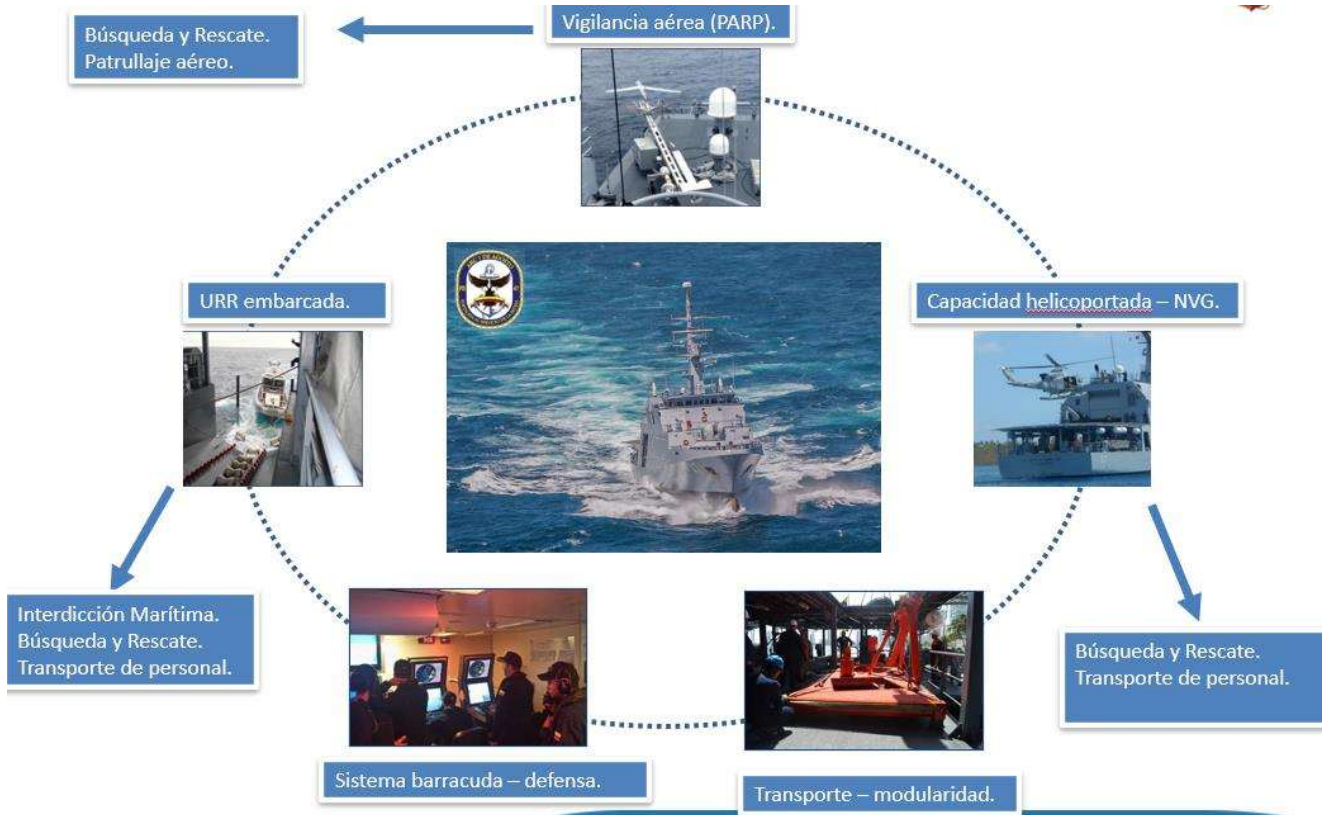 Vigilancia aérea (PARP).
Búsqueda y Rescate.
Patrullaje aéreo.
URR embarcada.
Capacidad helicoportada – NVG.
Interdicción Marítima.
Búsqueda y Rescate.
Transporte de personal.
Búsqueda y Rescate.
Transporte de personal.
Sistema barracuda – defensa.
Transporte – modularidad.